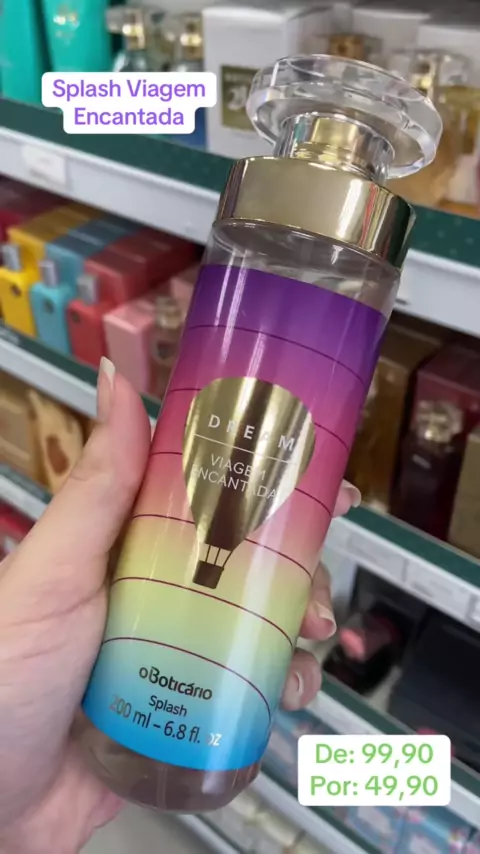 Splash Viagem
Encantada
DREAM
VIAGEM
ENCANTADA
oBoticário
Splash
200 ml – 6.8 fl. oz
De: 99,90
Por: 49,90